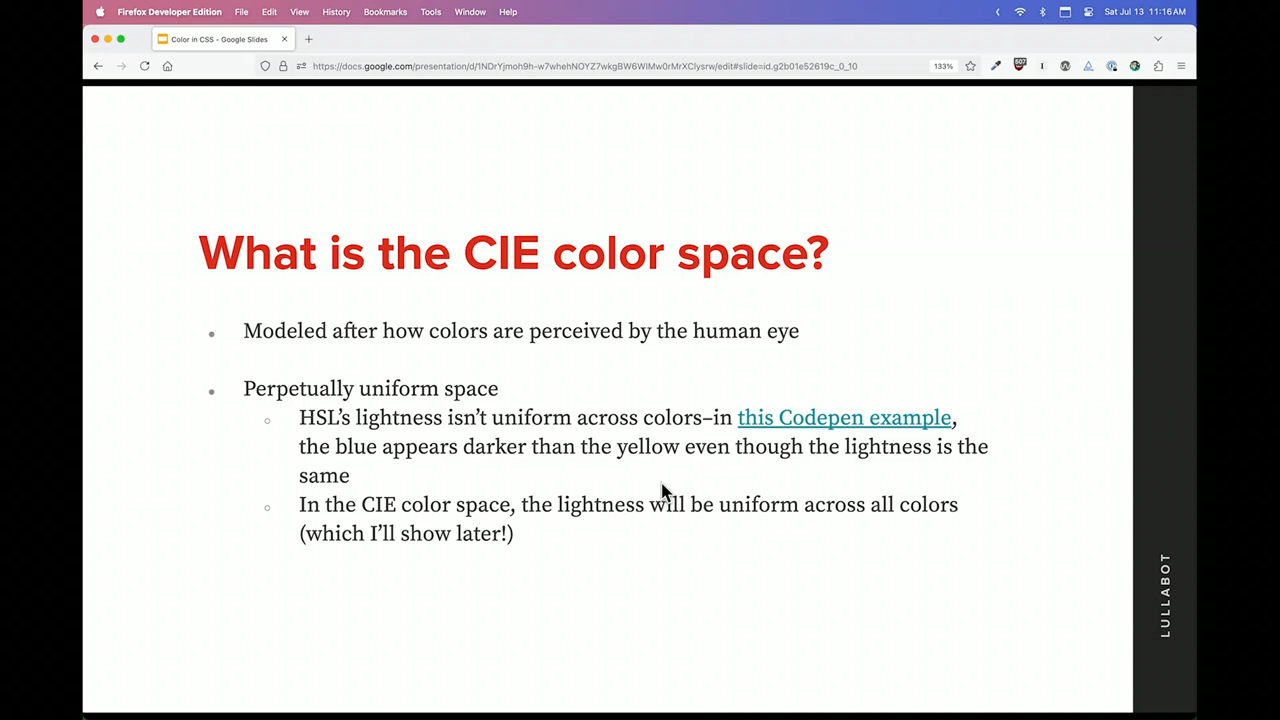 Firefox Developer Edition File Edit View History Bookmarks Tools Window Help Sat Jul 13 11:16 AM
Color in CSS - Google Slides
133%
507
What is the CIE color space?
Modeled after how colors are perceived by the human eye
Perpetually uniform space
HSL’s lightness isn’t uniform across colors–in this Codepen example,
the blue appears darker than the yellow even though the lightness is the
same
In the CIE color space, the lightness will be uniform across all colors
(which I’ll show later!)
LULLABOT